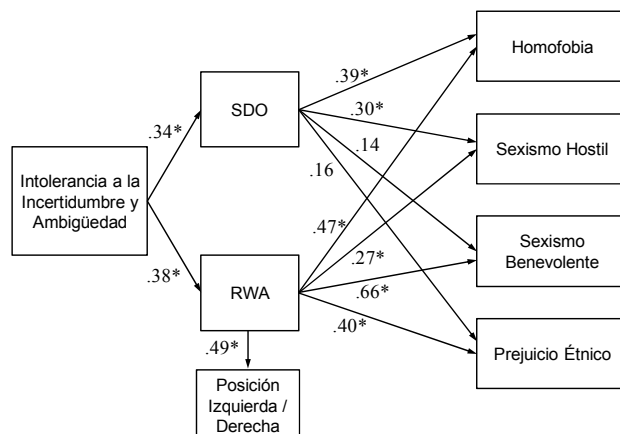 Homofobia
.39*
SDO
.30*
.34*
.14
Sexismo Hostil
.16
Intolerancia a la
Incertidumbre y
Ambigüedad
.47*
Sexismo
Benevolente
.27*
.38*
RWA
.66*
.40*
Prejuicio Étnico
.49*
Posición
Izquierda /
Derecha